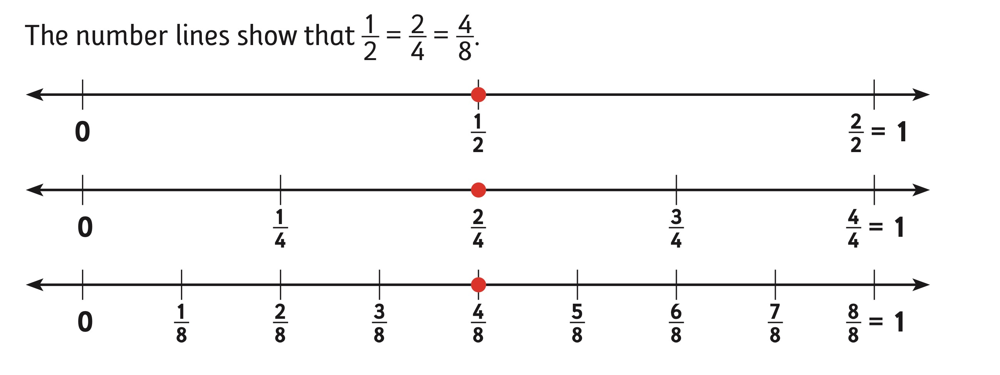 The number lines show that 1/2 = 2/4 = 4/8.
0 1/2 2/2 = 1
0 1/4 2/4 3/4 4/4 = 1
0 1/8 2/8 3/8 4/8 5/8 6/8 7/8 8/8 = 1